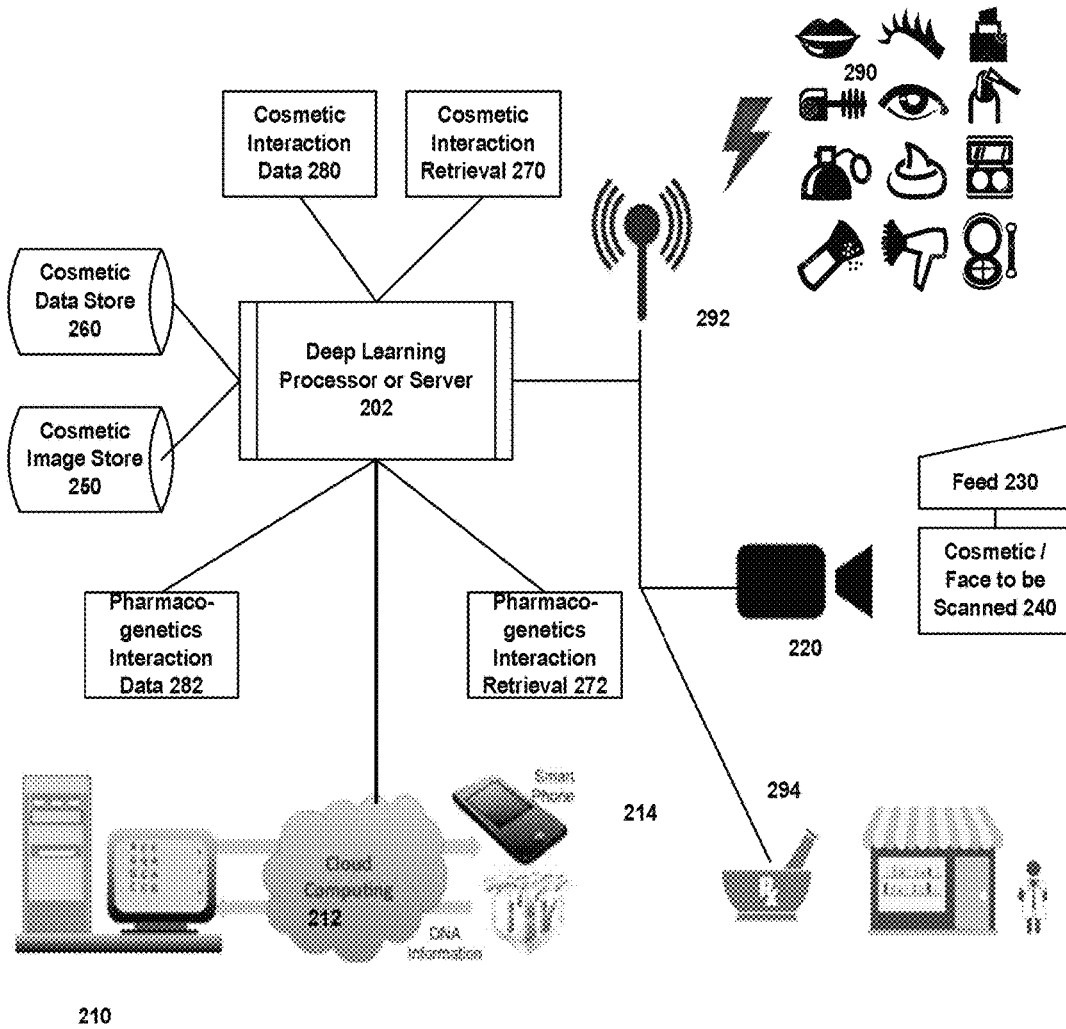 290
Cosmetic
Interaction
Data 280
Cosmetic
Interaction
Retrieval 270
Cosmetic
Data Store
260
292
Deep Learning
Processor or Server
202
Cosmetic
Image Store
250
Feed 230
Cosmetic /
Face to be
Scanned 240
220
Pharmaco-
genetics
Interaction
Data 282
Pharmaco-
genetics
Interaction
Retrieval 272
Smart
Phone
214
294
Cloud
Computing
212
DNA
Information
210